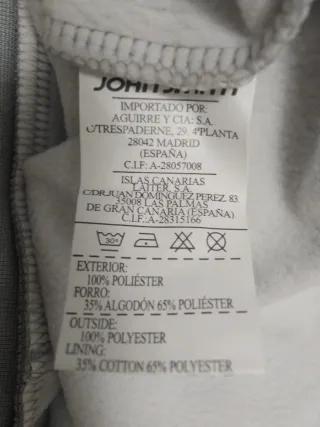 JOHN SMITH
IMPORTADO POR:
AGUIRRE Y CIA: S.A.
C/TRESPADERNE, 29, 4ªPLANTA
28042 MADRID
(ESPAÑA)
C.I.F: A-28057008
ISLAS CANARIAS
LAITER, S.A.
C/DR.JUAN DOMINGUEZ PEREZ. 83.
35008 LAS PALMAS
DE GRAN CANARIA (ESPAÑA)
C.I.F.:A-28315166
30°
EXTERIOR:
100% POLIÉSTER
FORRO:
35% ALGODÓN 65% POLIÉSTER
OUTSIDE:
100% POLYESTER
LINING:
35% COTTON 65% POLYESTER